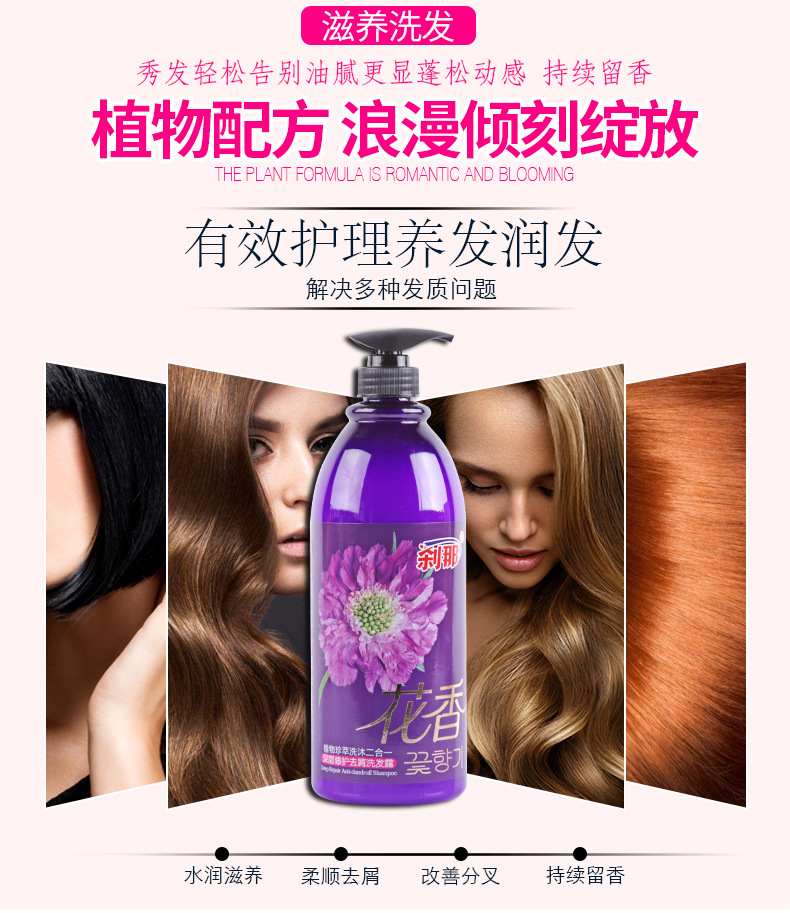 滋养洗发
秀发轻松告别油腻更显蓬松动感 持续留香
植物配方 浪漫倾刻绽放
THE PLANT FORMULA IS ROMANTIC AND BLOOMING
有效护理养发润发
解决多种发质问题
刹那
花香
꽃향기
植物珍萃洗沐二合一
深层修护去屑洗发露
Deep Repair Anti-dandruff Shampoo
水润滋养 柔顺去屑 改善分叉 持续留香